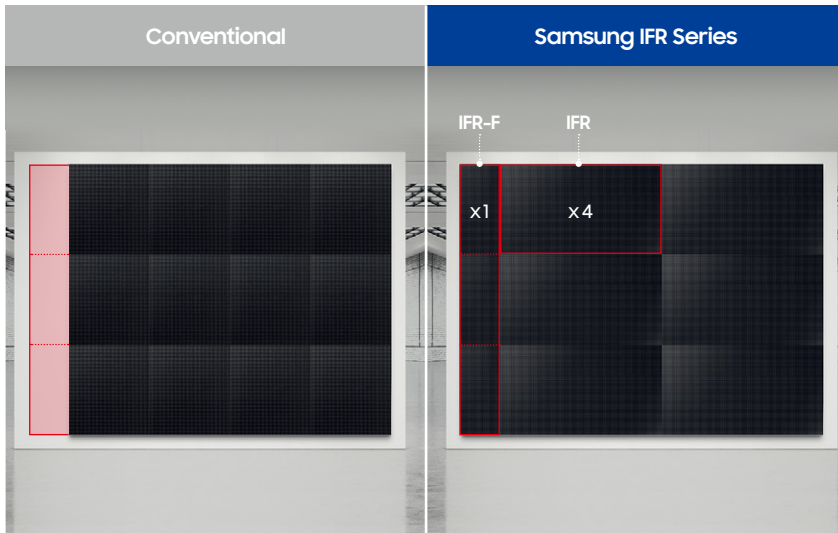 Conventional
Samsung IFR Series
IFR-F
IFR
x1
x4